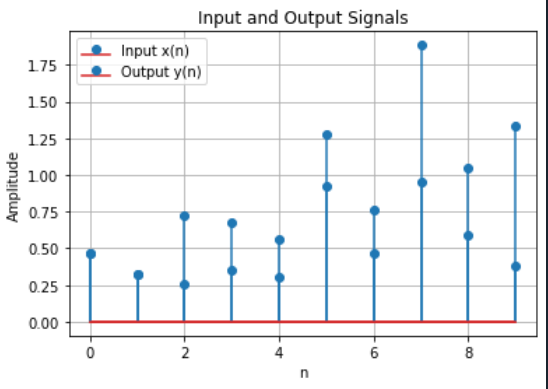 Input and Output Signals
Input x(n)
Output y(n)
1.75
1.50
1.25
1.00
0.75
0.50
0.25
0.00
Amplitude
0 2 4 6 8
n